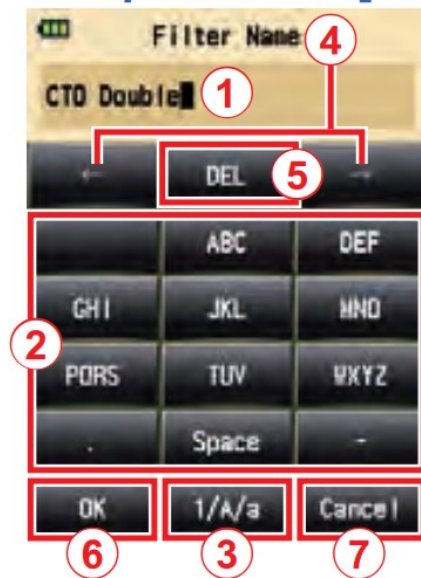 Filter Name
4
CTO Double
1
← DEL 5 →
ABC DEF
GHI JKL MNO
2
PQRS TUV WXYZ
. Space -
OK 1/A/a Cancel
6 3 7